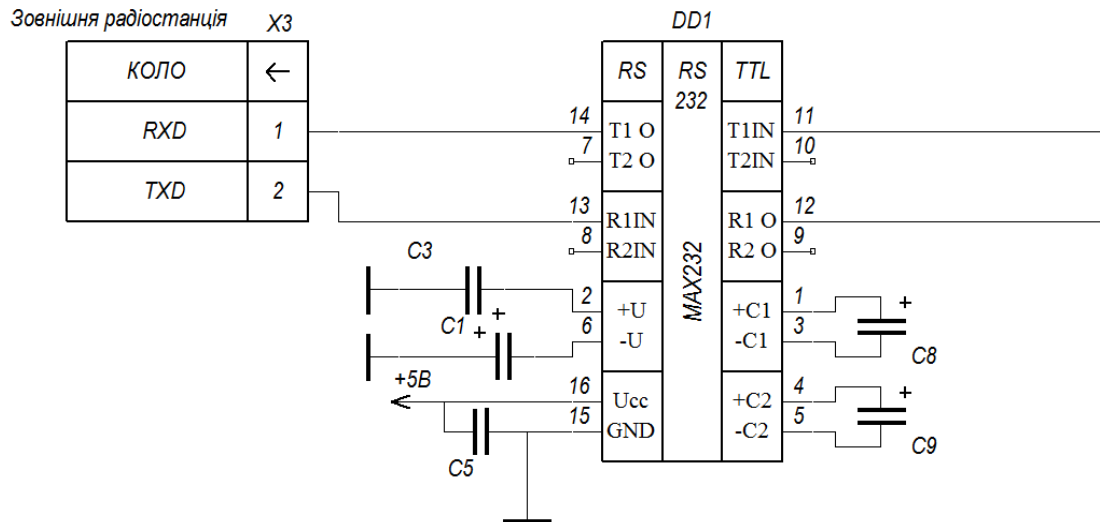 Зовнішня радіостанція X3 DD1
КОЛО ← RS RS TTL
232
RXD 1 14 T1 O T1IN 11
7 T2 O T2IN 10
TXD 2 13 R1IN R1 O 12
8 R2IN R2 O 9
MAX232
C3 2 +U +C1 1 +
C1 + + 6 -U -C1 3 C8
+5В 16 Ucc +C2 4 +
C5 15 GND -C2 5 C9